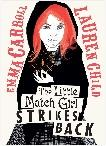 EMMA CARROLL
LAUREN CHILD
The Little
Match Girl
STRIKES
BACK